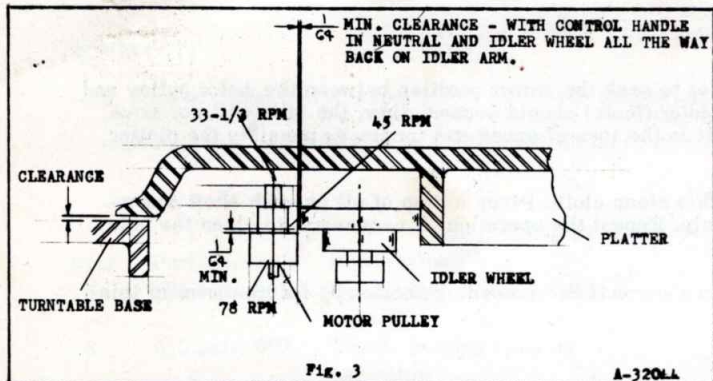 1/64 MIN. CLEARANCE - WITH CONTROL HANDLE
IN NEUTRAL AND IDLER WHEEL ALL THE WAY
BACK ON IDLER ARM.
33-1/3 RPM
45 RPM
CLEARANCE
PLATTER
1/64
MIN.
IDLER WHEEL
TURNTABLE BASE
78 RPM
MOTOR PULLEY
Fig. 3
A-32044